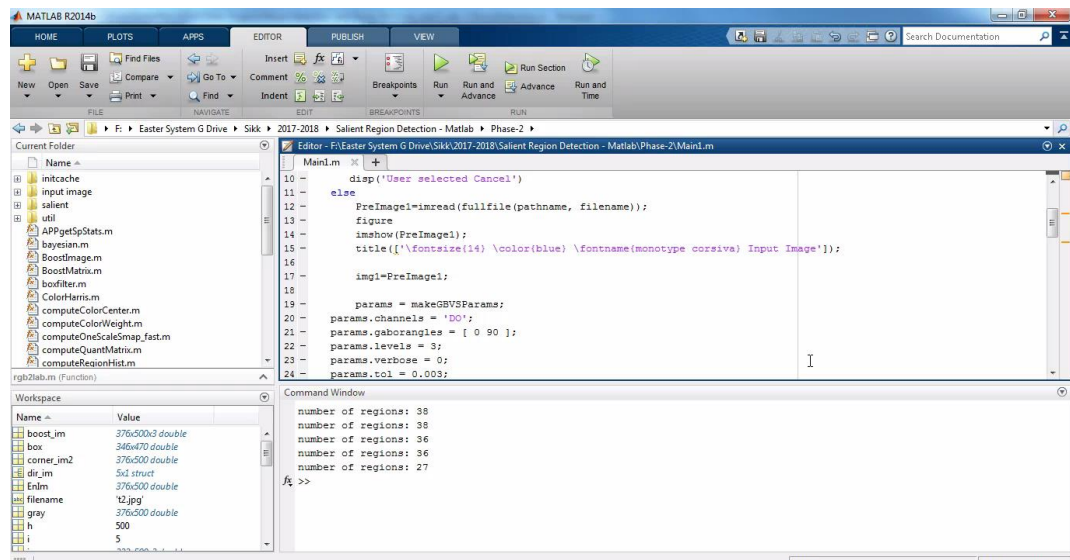 MATLAB R2014b
HOME PLOTS APPS EDITOR PUBLISH VIEW
Search Documentation
New Open Save
Find Files
Compare
Print
Go To
Find
Insert fx
Comment
Indent
Breakpoints
Run
Run and Advance
Run Section
Advance
Run and Time
FILE NAVIGATE EDIT BREAKPOINTS RUN
F: Easter System G Drive Sikk 2017-2018 Salient Region Detection - Matlab Phase-2
Current Folder
Name
initcache
input image
salient
util
APPgetSpStats.m
bayesian.m
BoostImage.m
BoostMatrix.m
boxfilter.m
ColorHarris.m
computeColorCenter.m
computeColorWeight.m
computeOneScaleSmap_fast.m
computeQuantMatrix.m
computeRegionHist.m
rgb2lab.m (Function)
Workspace
Name Value
boost_im 376x500x3 double
box 346x470 double
corner_im2 376x500 double
dir_im 5x1 struct
EnIm 376x500 double
filename 't2.jpg'
gray 376x500 double
h 500
i 5
Editor - F:\Easter System G Drive\Sikk\2017-2018\Salient Region Detection - Matlab\Phase-2\Main1.m
Main1.m
10 - disp('User selected Cancel')
11 - else
12 - PreImage1=imread(fullfile(pathname, filename));
13 - figure
14 - imshow(PreImage1);
15 - title(['\fontsize{14} \color{blue} \fontname{monotype corsiva} Input Image']);
16
17 - img1=PreImage1;
18
19 - params = makeGBVSParams;
20 - params.channels = 'DO';
21 - params.gaborangles = [ 0 90 ];
22 - params.levels = 3;
23 - params.verbose = 0;
24 - params.tol = 0.003;
Command Window
number of regions: 38
number of regions: 38
number of regions: 36
number of regions: 36
number of regions: 27
fx >>